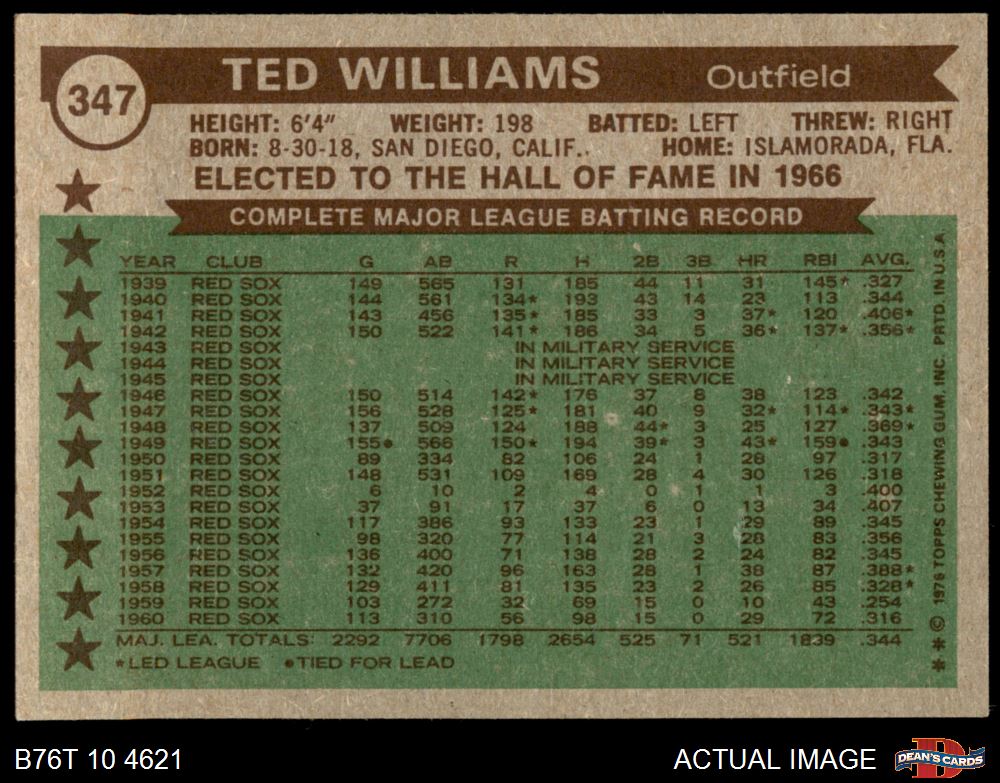 347
TED WILLIAMS Outfield
HEIGHT: 6'4" WEIGHT: 198 BATTED: LEFT THREW: RIGHT
BORN: 8-30-18, SAN DIEGO, CALIF.. HOME: ISLAMORADA, FLA.
ELECTED TO THE HALL OF FAME IN 1966
COMPLETE MAJOR LEAGUE BATTING RECORD
YEAR CLUB G AB R H 2B 3B HR RBI AVG.
1939 RED SOX 149 565 131 185 44 11 31 145* .327
1940 RED SOX 144 561 134* 193 43 14 23 113 .344
1941 RED SOX 143 456 135* 185 33 3 37* 120 .406*
1942 RED SOX 150 522 141* 186 34 5 36* 137* .356*
1943 RED SOX IN MILITARY SERVICE
1944 RED SOX IN MILITARY SERVICE
1945 RED SOX IN MILITARY SERVICE
1946 RED SOX 150 514 142* 176 37 8 38 123 .342
1947 RED SOX 156 528 125* 181 40 9 32* 114* .343*
1948 RED SOX 137 509 124 188 44* 3 25 127 .369*
1949 RED SOX 155● 566 150* 194 39* 3 43* 159● .343
1950 RED SOX 89 334 82 106 24 1 28 97 .317
1951 RED SOX 148 531 109 169 28 4 30 126 .318
1952 RED SOX 6 10 2 4 0 1 1 3 .400
1953 RED SOX 37 91 17 37 6 0 13 34 .407
1954 RED SOX 117 386 93 133 23 1 29 89 .345
1955 RED SOX 98 320 77 114 21 3 28 83 .356
1956 RED SOX 136 400 71 138 28 2 24 82 .345
1957 RED SOX 132 420 96 163 28 1 38 87 .388*
1958 RED SOX 129 411 81 135 23 2 26 85 .328*
1959 RED SOX 103 272 32 69 15 0 10 43 .254
1960 RED SOX 113 310 56 98 15 0 29 72 .316
MAJ. LEA. TOTALS: 2292 7706 1798 2654 525 71 521 1839 .344
*LED LEAGUE ●TIED FOR LEAD
** © 1976 TOPPS CHEWING GUM, INC. PRTD. IN U.S.A.
B76T 10 4621 ACTUAL IMAGE
D
DEAN'S CARDS